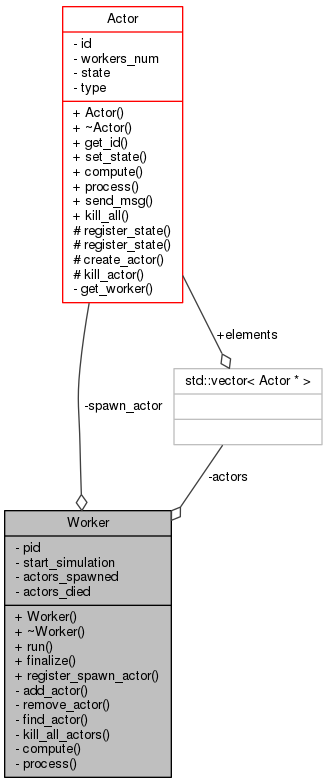 Actor
- id
- workers_num
- state
- type
+ Actor()
+ ~Actor()
+ get_id()
+ set_state()
+ compute()
+ process()
+ send_msg()
+ kill_all()
# register_state()
# register_state()
# create_actor()
# kill_actor()
- get_worker()
+elements
std::vector< Actor * >
-spawn_actor
-actors
Worker
- pid
- start_simulation
- actors_spawned
- actors_died
+ Worker()
+ ~Worker()
+ run()
+ finalize()
+ register_spawn_actor()
- add_actor()
- remove_actor()
- find_actor()
- kill_all_actors()
- compute()
- process()